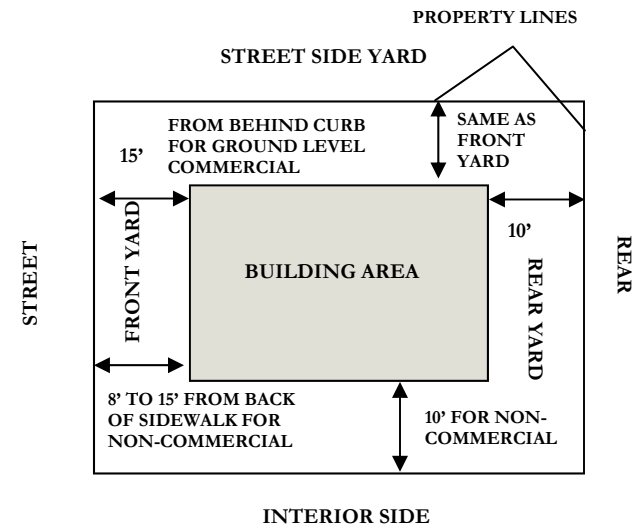 PROPERTY LINES
STREET SIDE YARD
FROM BEHIND CURB
FOR GROUND LEVEL
COMMERCIAL
15’
SAME AS
FRONT
YARD
10’
STREET
FRONT YARD
BUILDING AREA
REAR YARD
REAR
8’ TO 15’ FROM BACK
OF SIDEWALK FOR
NON-COMMERCIAL
10’ FOR NON-
COMMERCIAL
INTERIOR SIDE